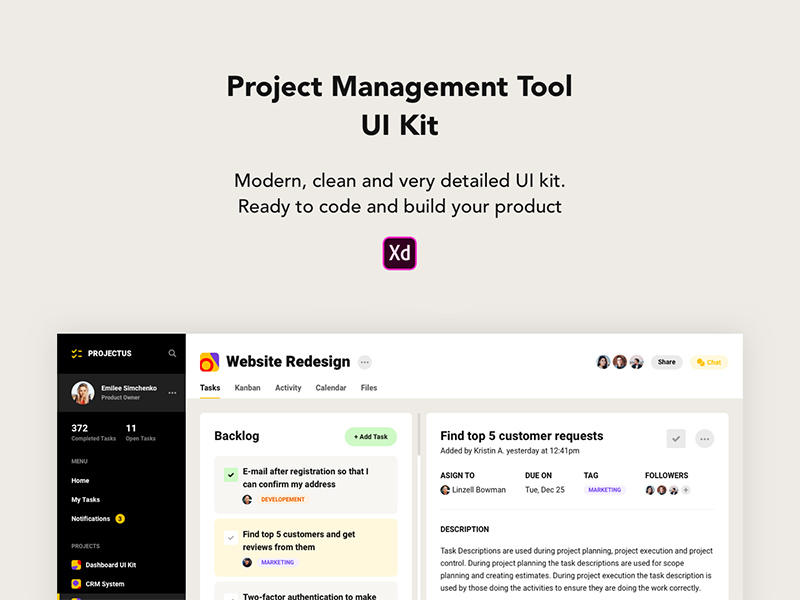 Project Management Tool
UI Kit
Modern, clean and very detailed UI kit.
Ready to code and build your product
Xd
PROJECTUS
Emilee Simchenko
Product Owner
372
Completed Tasks
11
Open Tasks
MENU
Home
My Tasks
Notifications 3
PROJECTS
Dashboard UI Kit
CRM System
Website Redesign
Share
Chat
Tasks Kanban Activity Calendar Files
Backlog
+ Add Task
E-mail after registration so that I
can confirm my address
DEVELOPEMENT
Find top 5 customers and get
reviews from them
MARKETING
Two-factor authentication to make
Find top 5 customer requests
Added by Kristin A. yesterday at 12:41pm
ASIGN TO
Linzell Bowman
DUE ON
Tue, Dec 25
TAG
MARKETING
FOLLOWERS
DESCRIPTION
Task Descriptions are used during project planning, project execution and project
control. During project planning the task descriptions are used for scope
planning and creating estimates. During project execution the task description is
used by those doing the activities to ensure they are doing the work correctly.